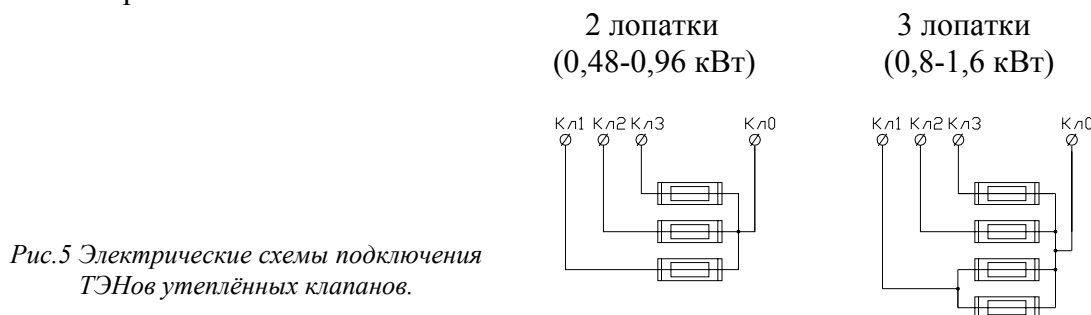 2 лопатки 3 лопатки
(0,48-0,96 кВт) (0,8-1,6 кВт)
Кл1 Кл2 Кл3 Кл0 Кл1 Кл2 Кл3 Кл0
Рис.5 Электрические схемы подключения
ТЭНов утеплённых клапанов.